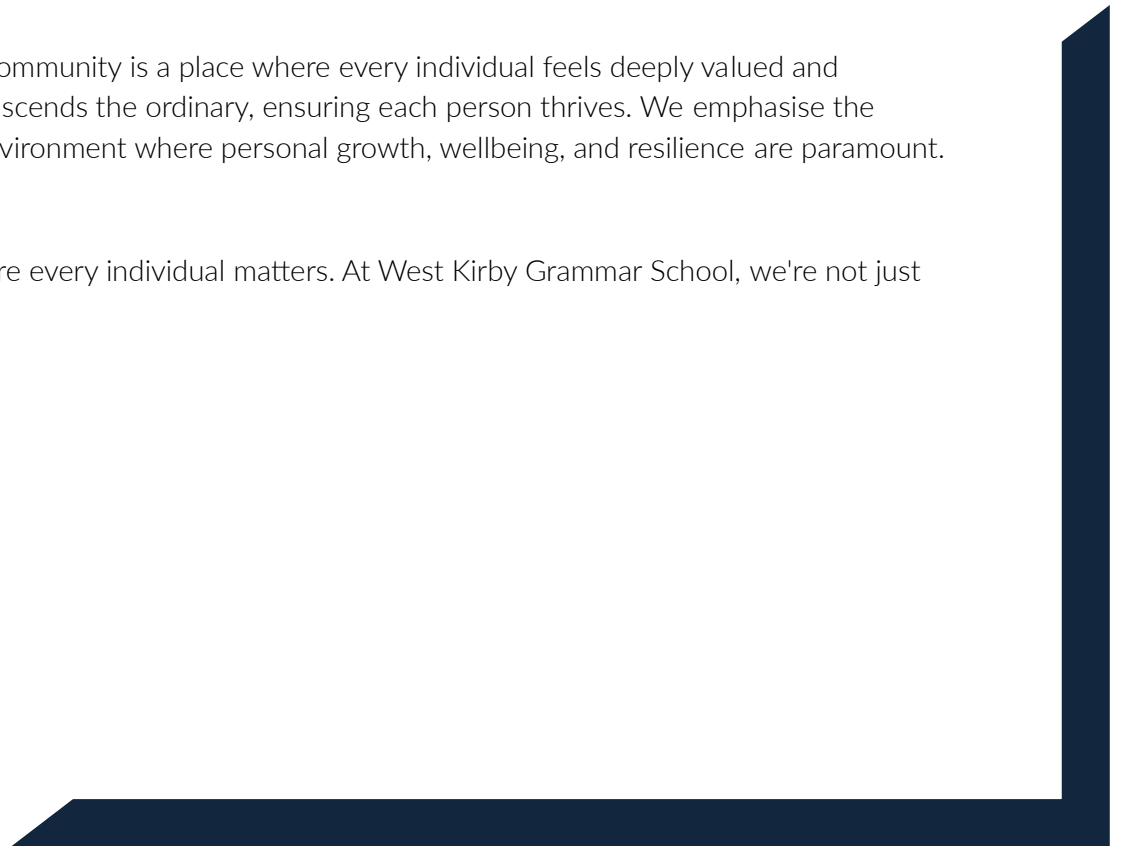 ommunity is a place where every individual feels deeply valued and
scends the ordinary, ensuring each person thrives. We emphasise the
vironment where personal growth, wellbeing, and resilience are paramount.
re every individual matters. At West Kirby Grammar School, we're not just